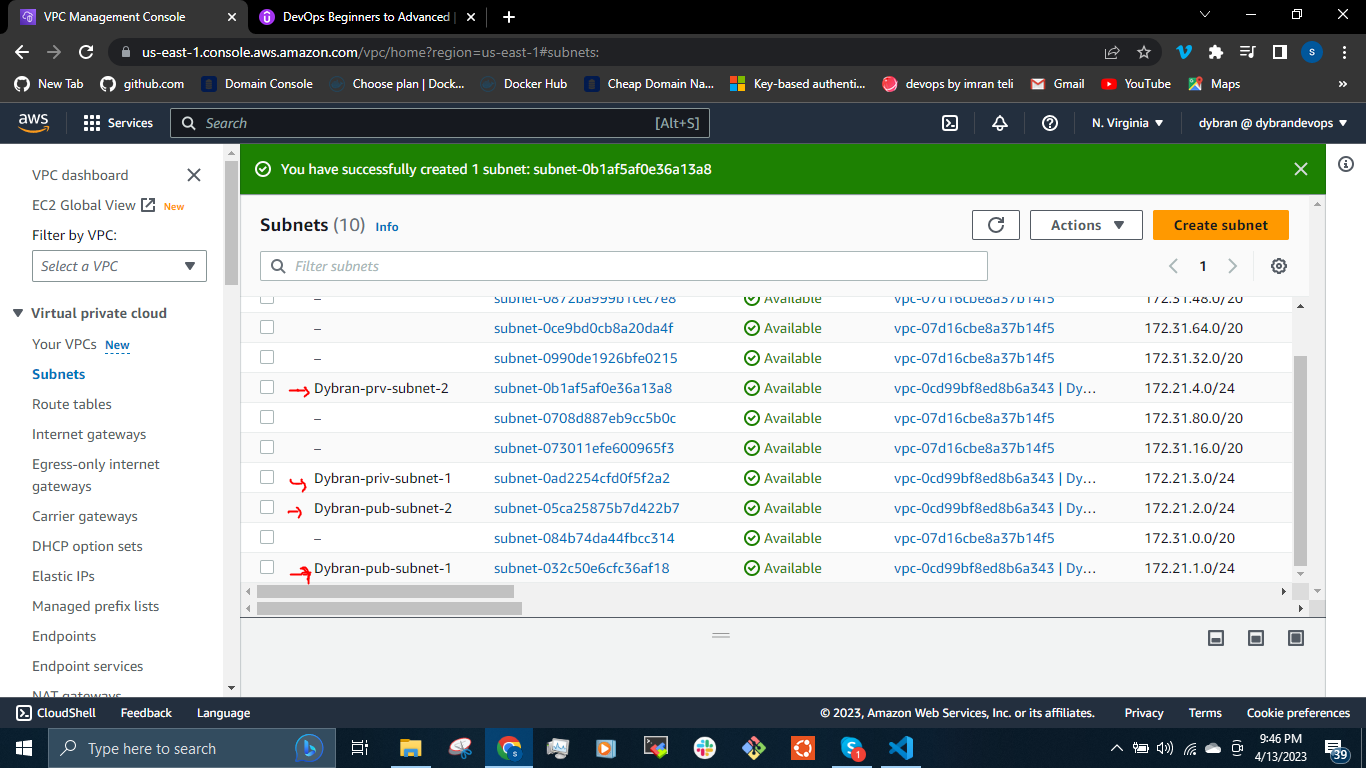 VPC Management Console
DevOps Beginners to Advanced |
us-east-1.console.aws.amazon.com/vpc/home?region=us-east-1#subnets:
S
New Tab github.com Domain Console Choose plan | Dock... Docker Hub Cheap Domain Na... Key-based authenti... devops by imran teli Gmail YouTube Maps »
aws Services Search [Alt+S] N. Virginia dybran @ dybrandevops
VPC dashboard
EC2 Global View New
Filter by VPC:
Select a VPC
Virtual private cloud
Your VPCs New
Subnets
Route tables
Internet gateways
Egress-only internet
gateways
Carrier gateways
DHCP option sets
Elastic IPs
Managed prefix lists
Endpoints
Endpoint services
NAT gateways
You have successfully created 1 subnet: subnet-0b1af5af0e36a13a8
Subnets (10) Info
Actions
Create subnet
Filter subnets
1
– subnet-0872ba999b1cec7e8 Available vpc-07d16cbe8a37b14f5 172.31.48.0/20
– subnet-0ce9bd0cb8a20da4f Available vpc-07d16cbe8a37b14f5 172.31.64.0/20
– subnet-0990de1926bfe0215 Available vpc-07d16cbe8a37b14f5 172.31.32.0/20
Dybran-prv-subnet-2 subnet-0b1af5af0e36a13a8 Available vpc-0cd99bf8ed8b6a343 | Dy... 172.21.4.0/24
– subnet-0708d887eb9cc5b0c Available vpc-07d16cbe8a37b14f5 172.31.80.0/20
– subnet-073011efe600965f3 Available vpc-07d16cbe8a37b14f5 172.31.16.0/20
Dybran-priv-subnet-1 subnet-0ad2254cfd0f5f2a2 Available vpc-0cd99bf8ed8b6a343 | Dy... 172.21.3.0/24
Dybran-pub-subnet-2 subnet-05ca25875b7d422b7 Available vpc-0cd99bf8ed8b6a343 | Dy... 172.21.2.0/24
– subnet-084b74da44fbcc314 Available vpc-07d16cbe8a37b14f5 172.31.0.0/20
Dybran-pub-subnet-1 subnet-032c50e6cfc36af18 Available vpc-0cd99bf8ed8b6a343 | Dy... 172.21.1.0/24
CloudShell Feedback Language © 2023, Amazon Web Services, Inc. or its affiliates. Privacy Terms Cookie preferences
Type here to search
1
9:46 PM
4/13/2023
39